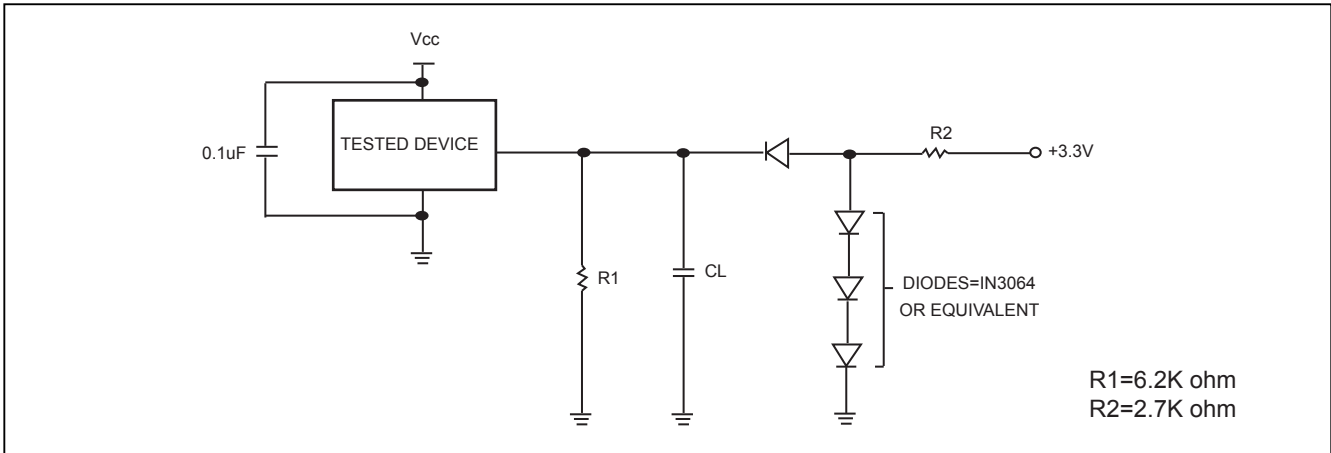 Vcc
0.1uF
TESTED DEVICE
R2
+3.3V
R1
CL
DIODES=IN3064
OR EQUIVALENT
R1=6.2K ohm
R2=2.7K ohm